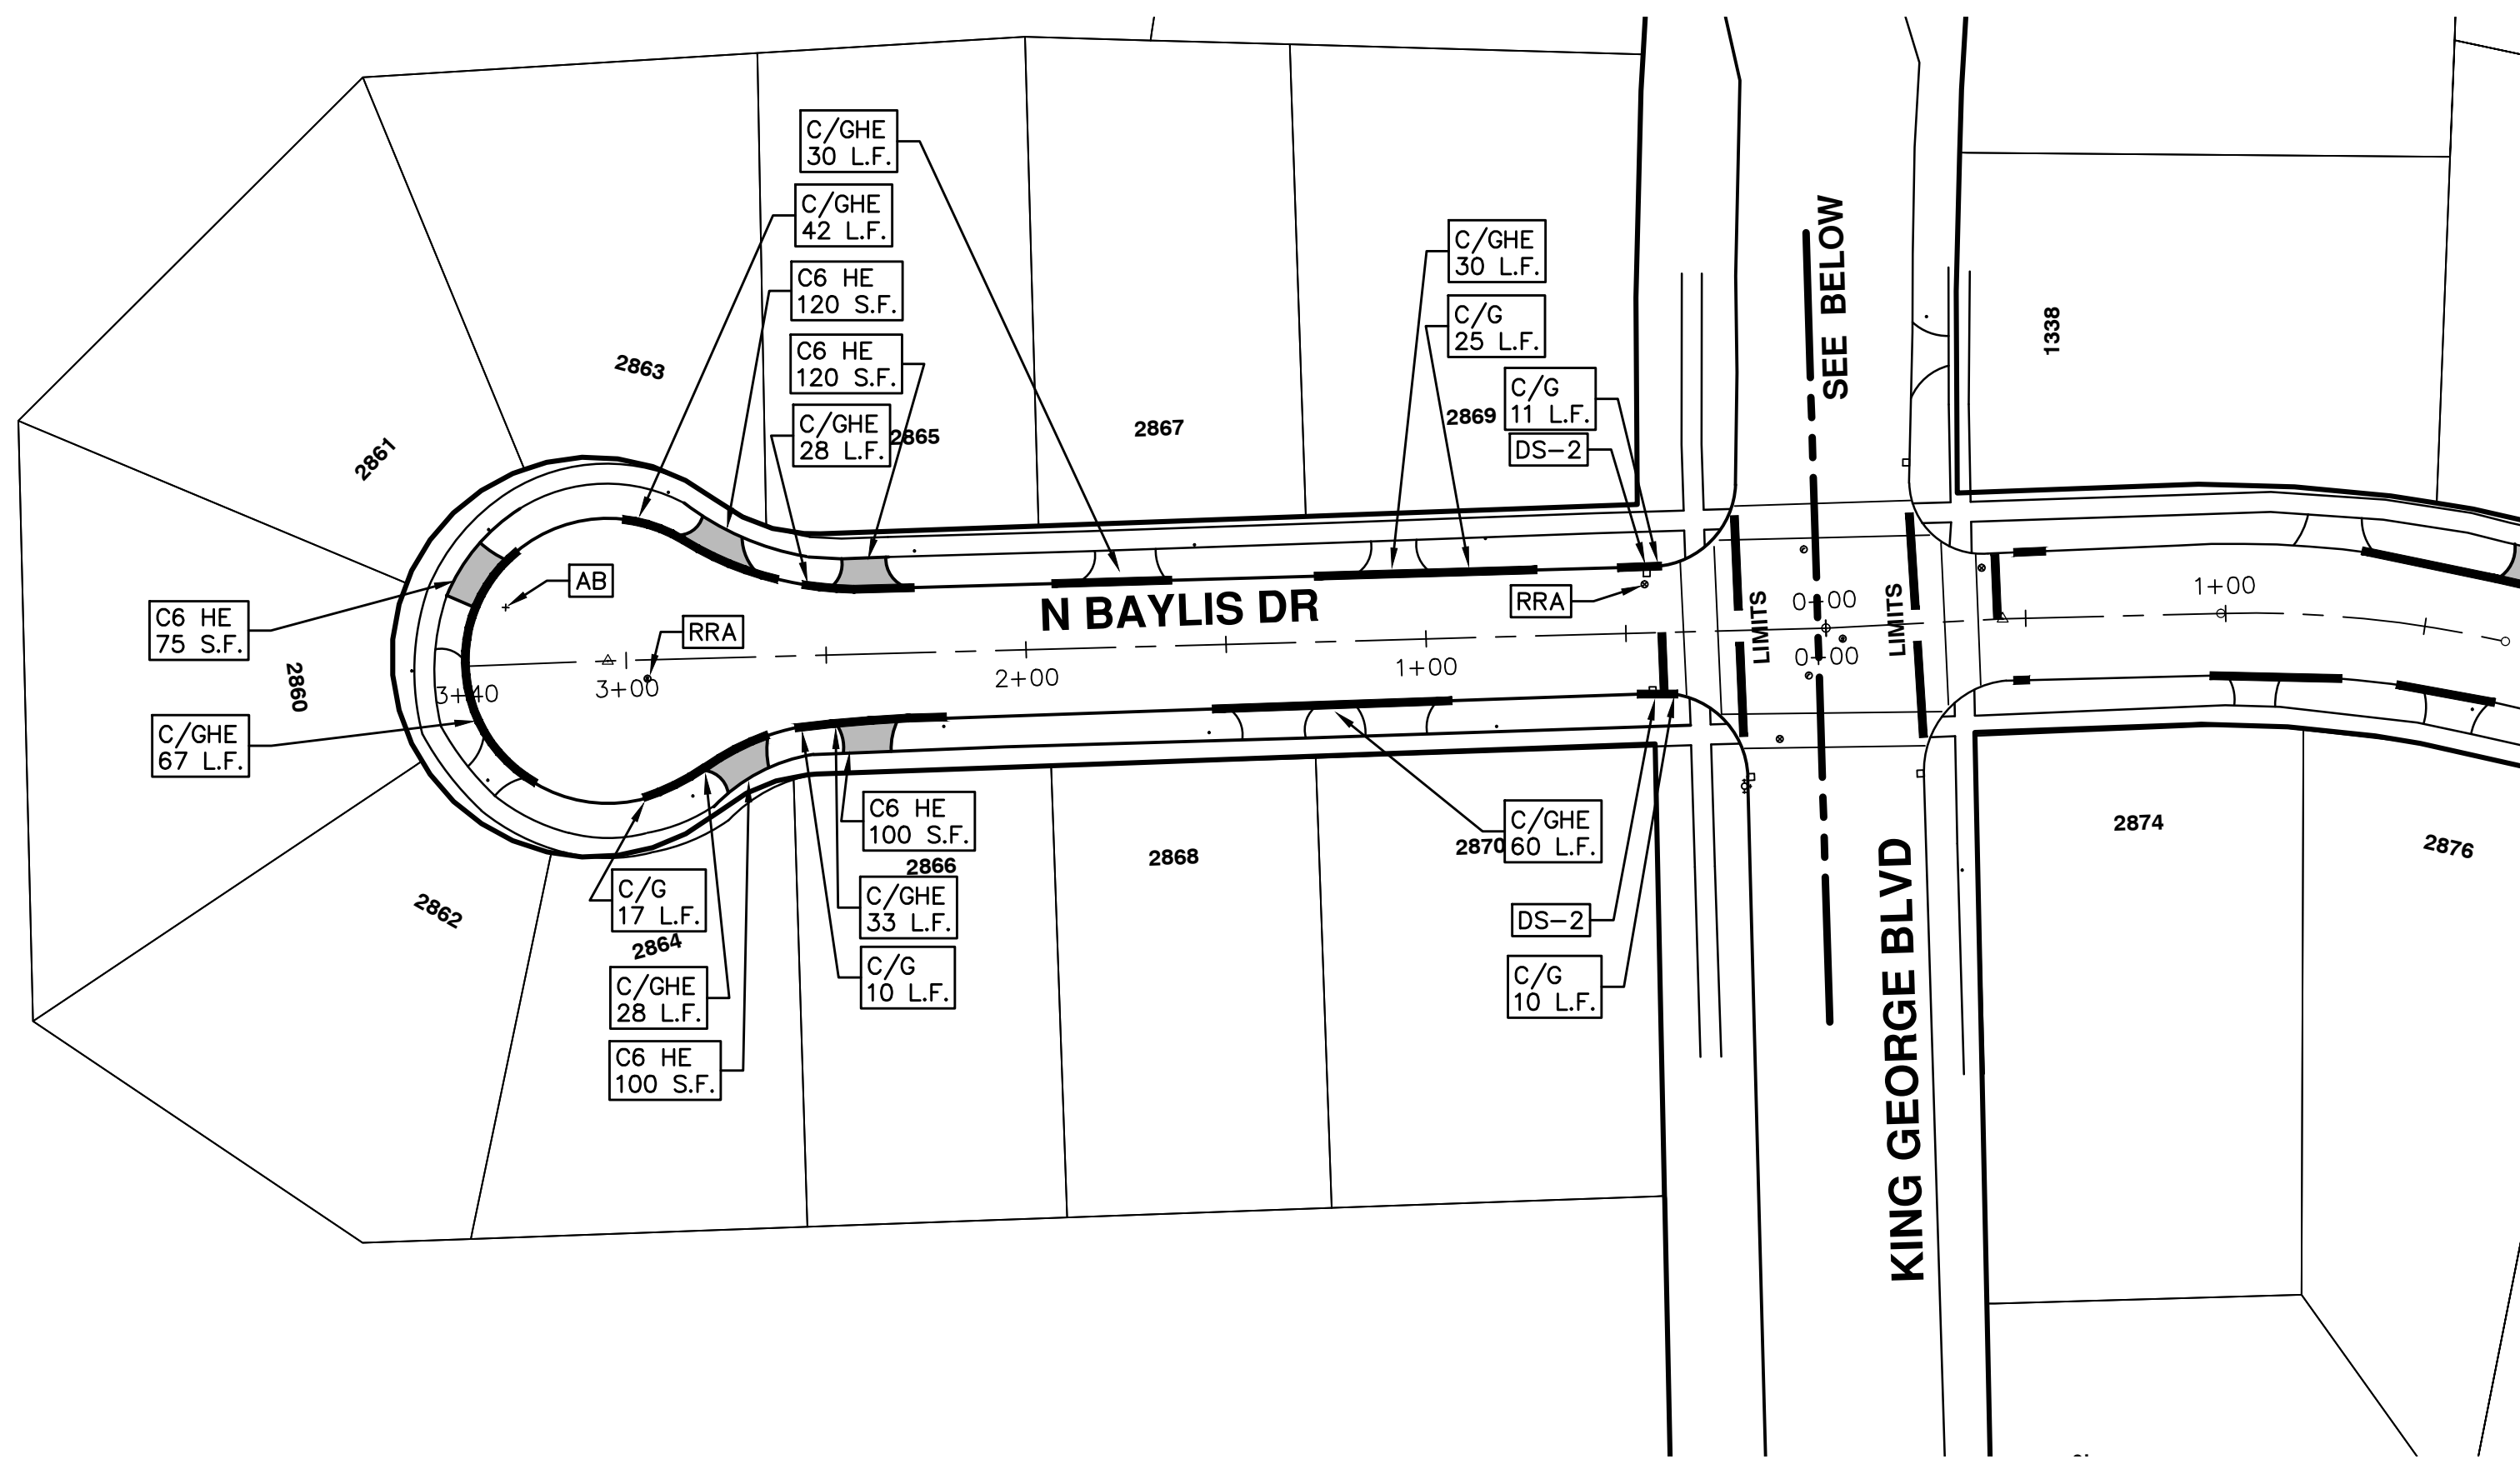 C/GHE
30 L.F.
C/GHE
42 L.F.
C6 HE
120 S.F.
C6 HE
120 S.F.
C/GHE
28 L.F.
C/GHE
30 L.F.
C/G
25 L.F.
C/G
11 L.F.
DS-2
SEE BELOW
1338
2863
2865
2867
2869
2861
AB
C6 HE
75 S.F.
RRA
RRA
N BAYLIS DR
LIMITS
LIMITS
0+00
0+00
1+00
1+00
2+00
3+00
3+40
2860
C/GHE
67 L.F.
C6 HE
100 S.F.
2866
2868
2870
C/GHE
60 L.F.
2874
2876
2862
C/G
17 L.F.
2864
C/GHE
33 L.F.
DS-2
C/GHE
28 L.F.
C/G
10 L.F.
C/G
10 L.F.
C6 HE
100 S.F.
KING GEORGE BLVD